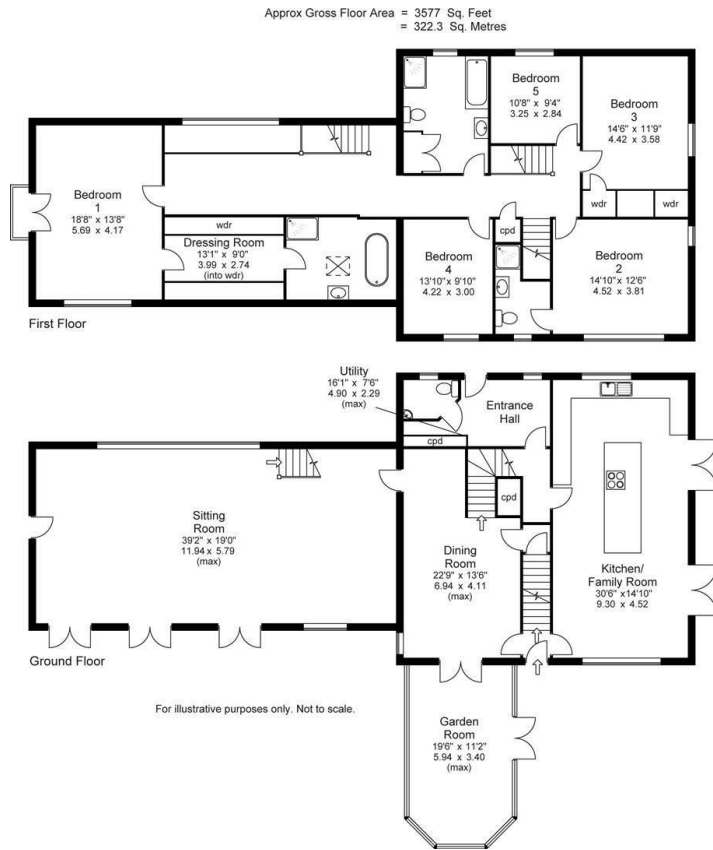 Approx Gross Floor Area = 3577 Sq. Feet
= 322.3 Sq. Metres
Bedroom
5
10'8" x 9'4"
3.25 x 2.84
Bedroom
3
14'6" x 11'9"
4.42 x 3.58
Bedroom
1
18'8" x 13'8"
5.69 x 4.17
wdr
Dressing Room
13'1" x 9'0"
3.99 x 2.74
(into wdr)
wdr
wdr
cpd
Bedroom
4
13'10" x 9'10"
4.22 x 3.00
Bedroom
2
14'10" x 12'6"
4.52 x 3.81
First Floor
Utility
16'1" x 7'6"
4.90 x 2.29
(max)
Entrance
Hall
cpd
cpd
Sitting
Room
39'2" x 19'0"
11.94 x 5.79
(max)
Dining
Room
22'9" x 13'6"
6.94 x 4.11
(max)
Kitchen/
Family Room
30'6" x 14'10"
9.30 x 4.52
Ground Floor
For illustrative purposes only. Not to scale.
Garden
Room
19'6" x 11'2"
5.94 x 3.40
(max)